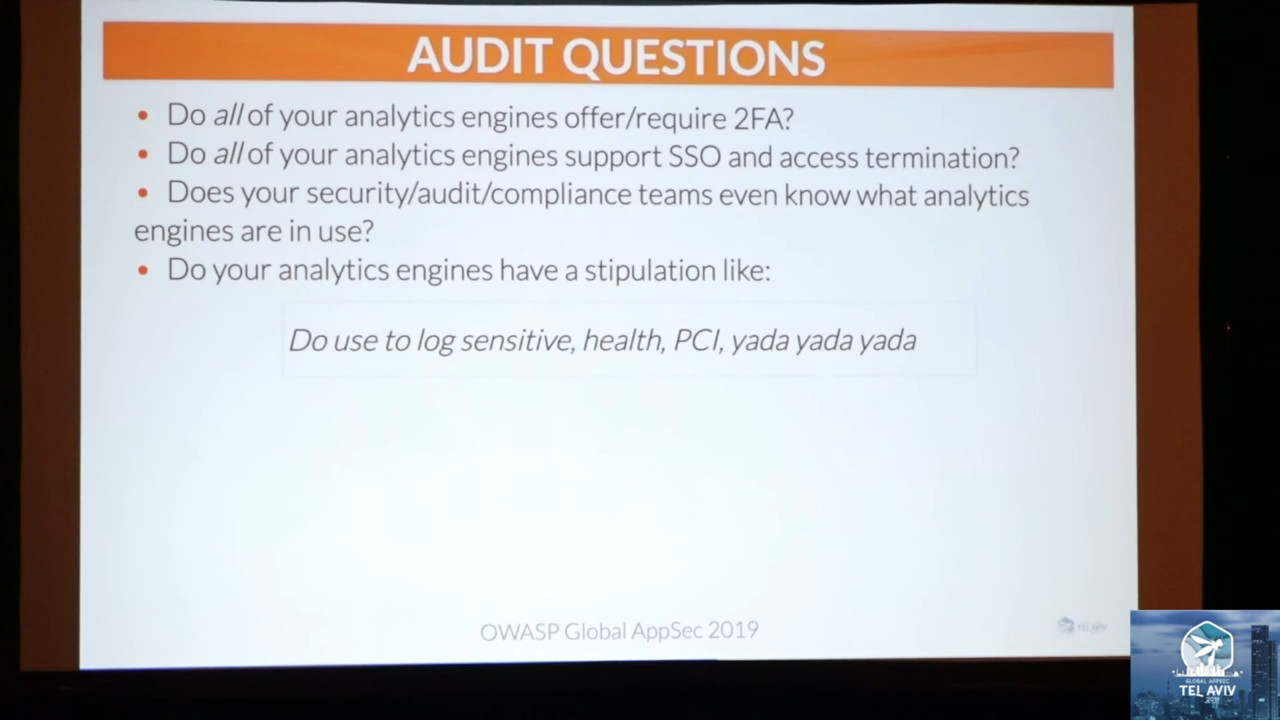 AUDIT QUESTIONS
• Do all of your analytics engines offer/require 2FA?
• Do all of your analytics engines support SSO and access termination?
• Does your security/audit/compliance teams even know what analytics
engines are in use?
• Do your analytics engines have a stipulation like:
Do use to log sensitive, health, PCI, yada yada yada
OWASP Global AppSec 2019
TEL AVIV
GLOBAL APPSEC
TEL AVIV